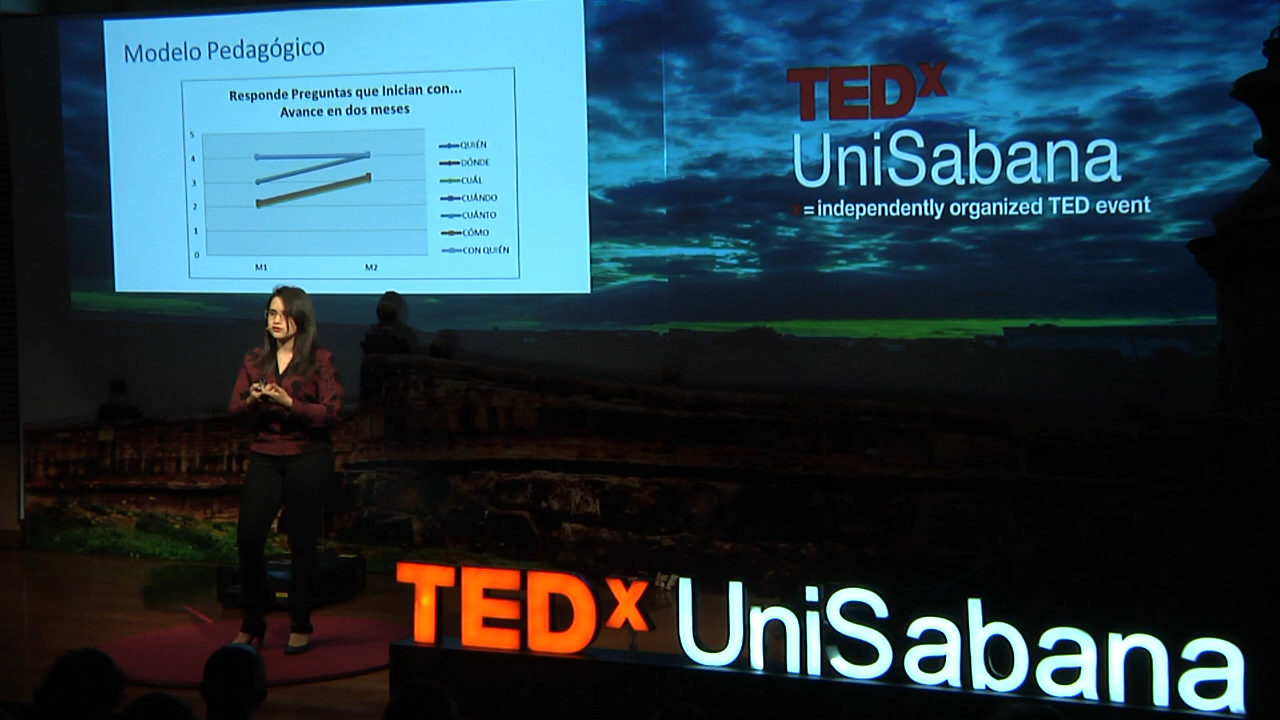 Modelo Pedagógico
Responde Preguntas que Inician con...
Avance en dos meses
5
4
3
2
1
0
M1
M2
QUIÉN
DÓNDE
CUÁL
CUÁNDO
CUÁNTO
CÓMO
CON QUIÉN
TEDx
UniSabana
x = independently organized TED event
TEDx UniSabana